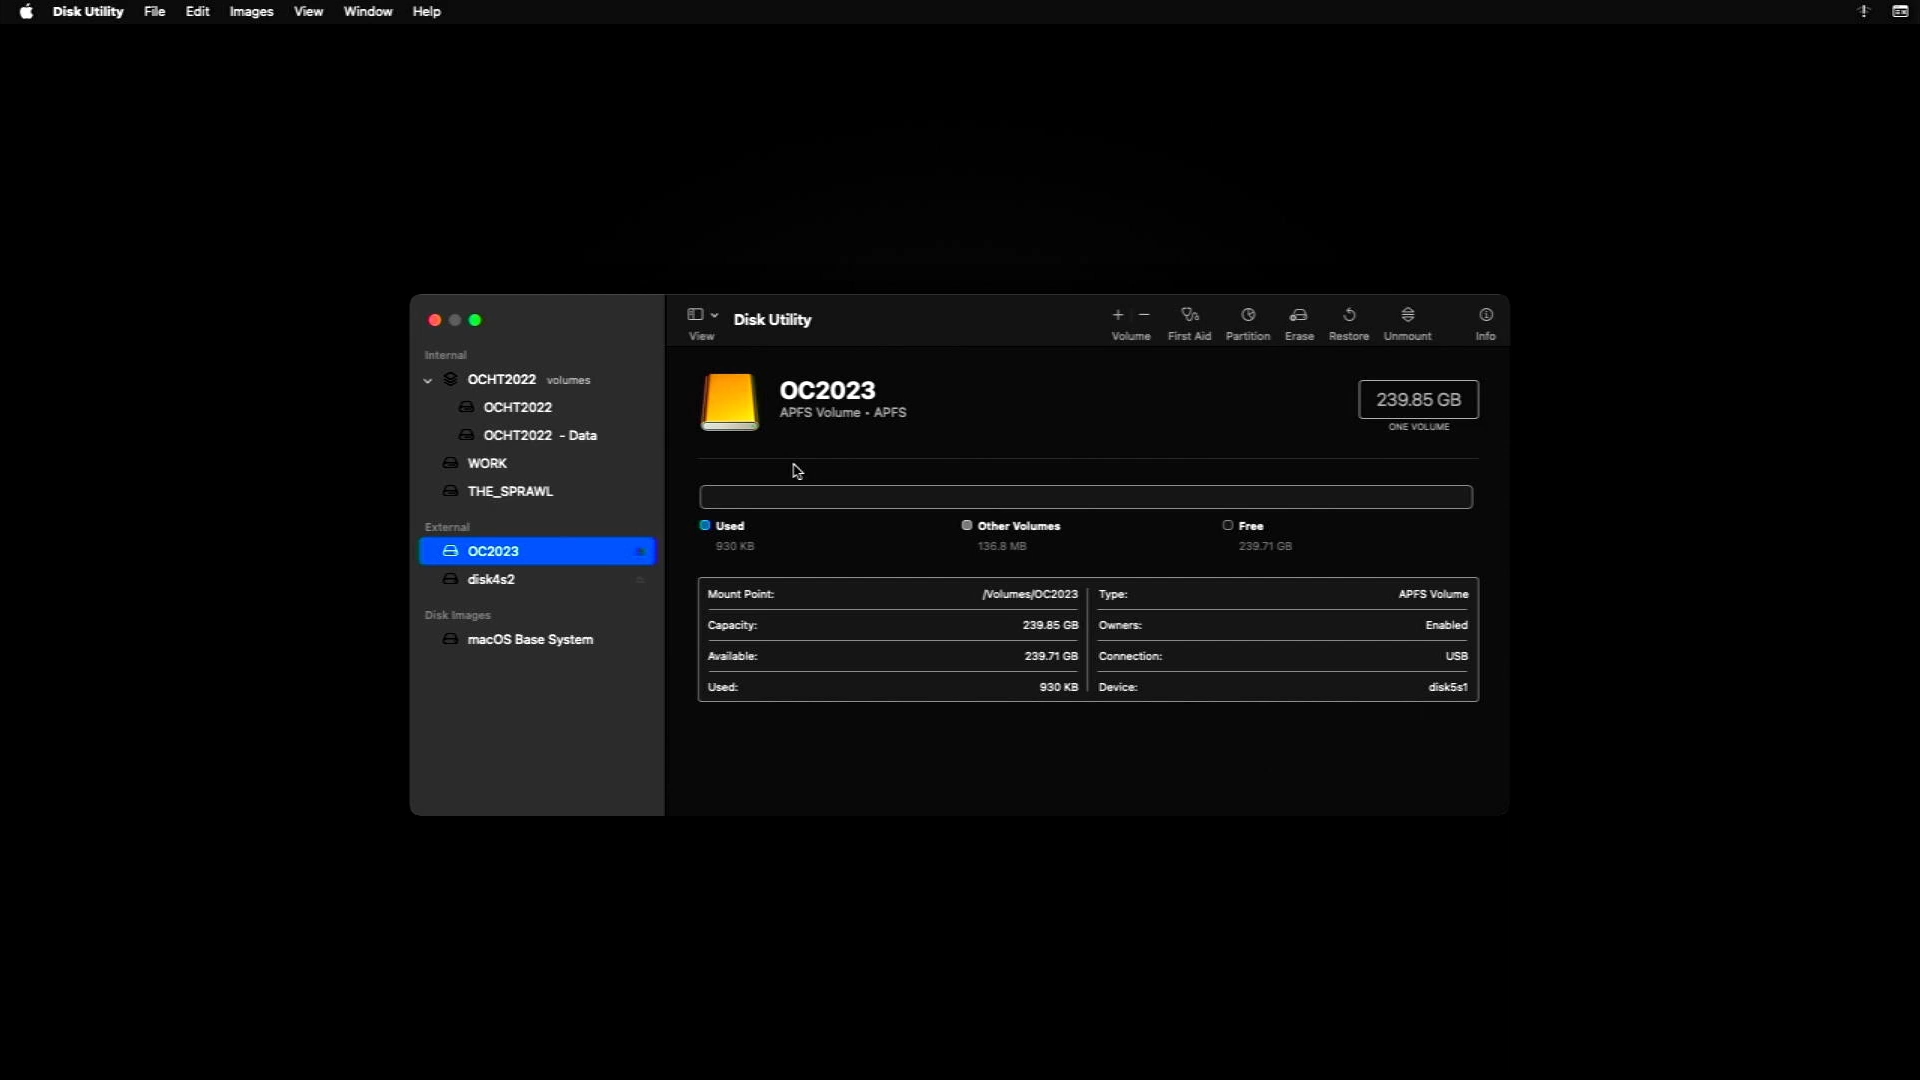 Disk Utility File Edit Images View Window Help
Disk Utility
View
Volume First Aid Partition Erase Restore Unmount Info
Internal
OCHT2022 volumes
OCHT2022
OCHT2022 - Data
WORK
THE_SPRAWL
External
OC2023
disk4s2
Disk Images
macOS Base System
OC2023
APFS Volume • APFS
239.85 GB
ONE VOLUME
Used
930 KB
Other Volumes
136.8 MB
Free
239.71 GB
Mount Point: /Volumes/OC2023
Capacity: 239.85 GB
Available: 239.71 GB
Used: 930 KB
Type: APFS Volume
Owners: Enabled
Connection: USB
Device: disk5s1